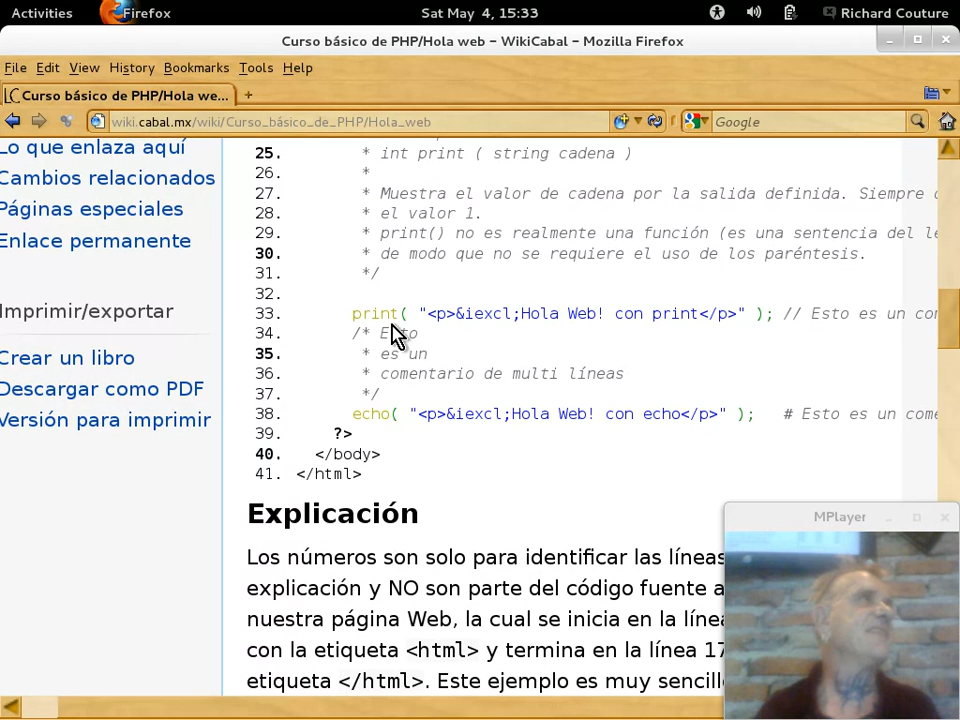 Activities Firefox Sat May 4, 15:33 Richard Couture
Curso básico de PHP/Hola web - WikiCabal - Mozilla Firefox
File Edit View History Bookmarks Tools Help
Curso básico de PHP/Hola we... +
wiki.cabal.mx/wiki/Curso_básico_de_PHP/Hola_web Google
Lo que enlaza aquí
Cambios relacionados
Páginas especiales
Enlace permanente
Imprimir/exportar
Crear un libro
Descargar como PDF
Versión para imprimir
25. * int print ( string cadena )
26. *
27. * Muestra el valor de cadena por la salida definida. Siempre
28. * el valor 1.
29. * print() no es realmente una función (es una sentencia del
30. * de modo que no se requiere el uso de los paréntesis.
31. */
32.
33. print( "<p>&iexcl;Hola Web! con print</p>" ); // Esto es un
34. /* Esto
35. * es un
36. * comentario de multi líneas
37. */
38. echo( "<p>&iexcl;Hola Web! con echo</p>" ); # Esto es un
39. ?>
40. </body>
41. </html>
Explicación
Los números son solo para identificar las líneas
explicación y NO son parte del código fuente
nuestra página Web, la cual se inicia en la línea
con la etiqueta <html> y termina en la línea 17
etiqueta </html>. Este ejemplo es muy sencill
MPlayer